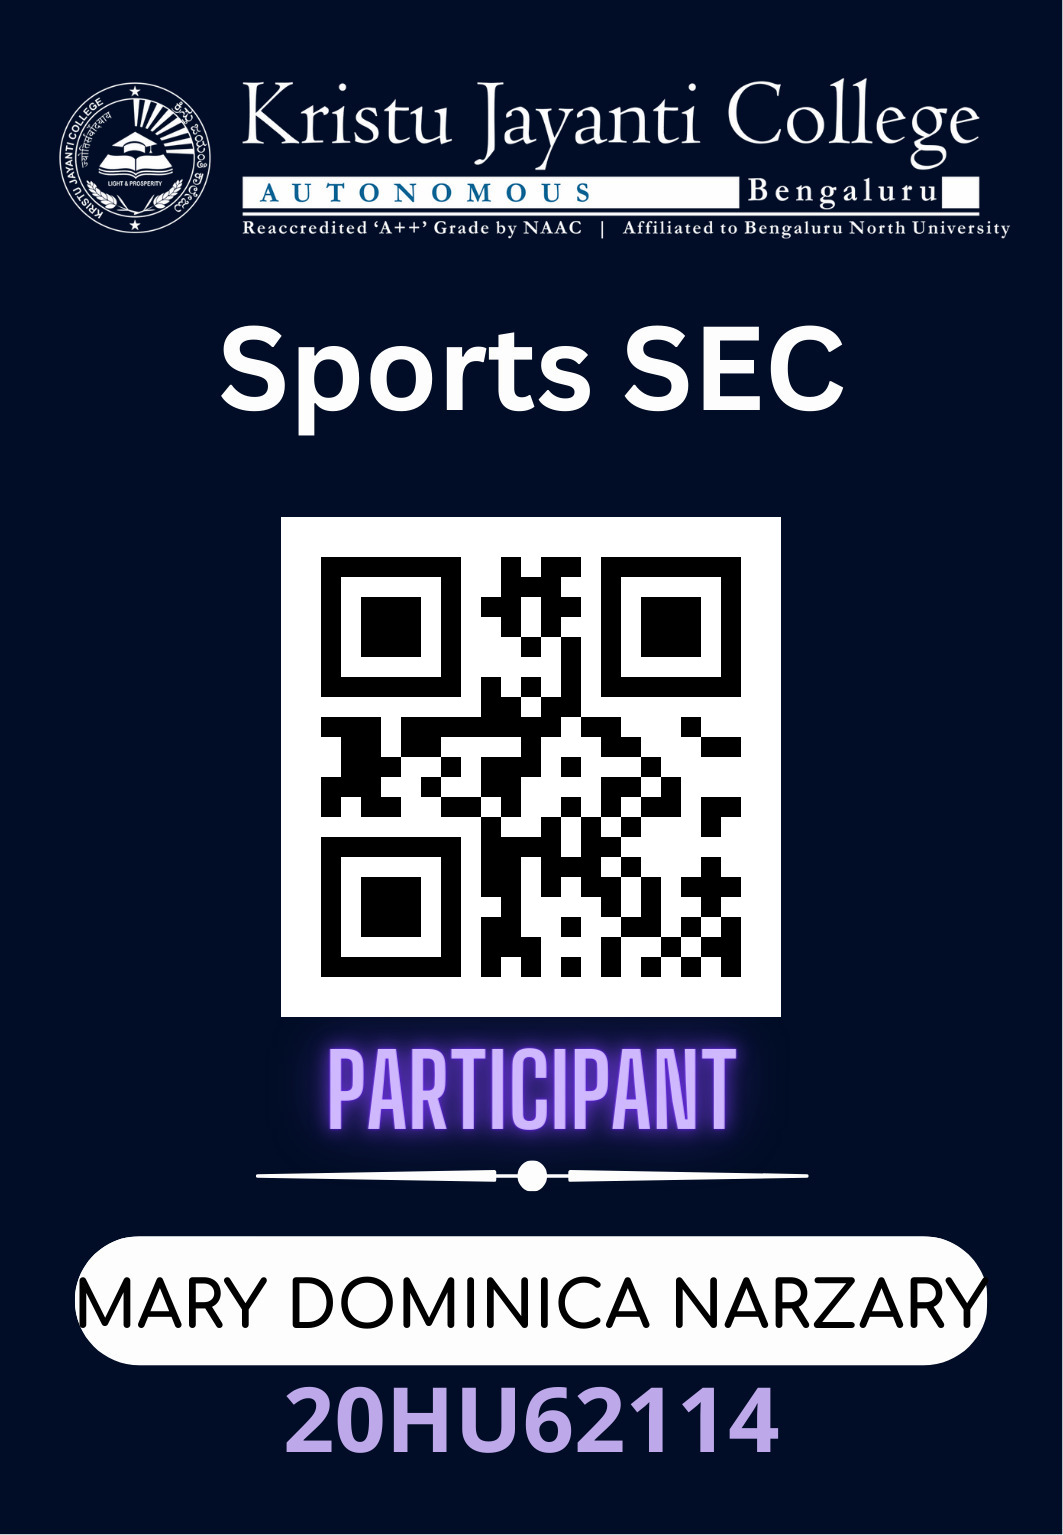 KRISTU JAYANTI COLLEGE
LIGHT & PROSPERITY
Kristu Jayanti College
AUTONOMOUS Bengaluru
Reaccredited ‘A++’ Grade by NAAC | Affiliated to Bengaluru North University
Sports SEC
PARTICIPANT
MARY DOMINICA NARZARY
20HU62114